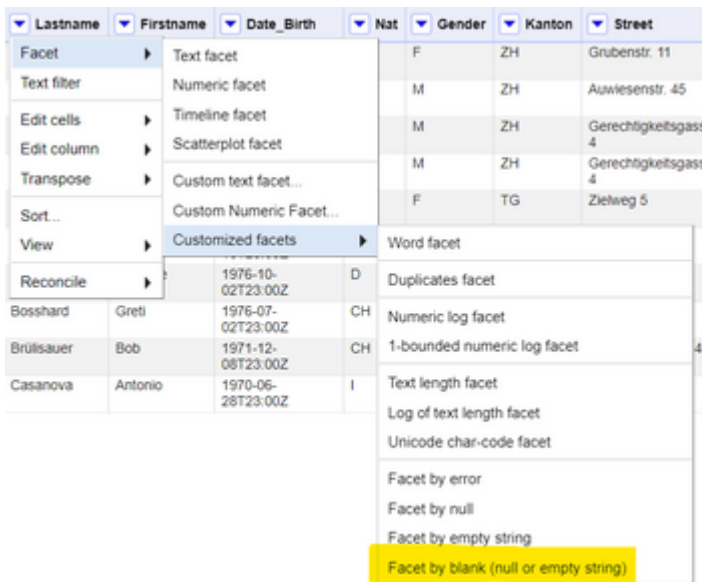 Lastname Firstname Date_Birth Nat Gender Kanton Street
Facet
Text filter
Edit cells
Edit column
Transpose
Sort...
View
Reconcile
Text facet
Numeric facet
Timeline facet
Scatterplot facet
Custom text facet...
Custom Numeric Facet...
Customized facets
Word facet
Duplicates facet
Numeric log facet
1-bounded numeric log facet
Text length facet
Log of text length facet
Unicode char-code facet
Facet by error
Facet by null
Facet by empty string
Facet by blank (null or empty string)
F ZH Grubenstr. 11
M ZH Auwiesenstr. 45
M ZH Gerechtigkeitsgass
4
M ZH Gerechtigkeitsgass
4
F TG Zielweg 5
1976-10- D
02T23:00Z
Bosshard Greti 1976-07- CH
02T23:00Z
Brülisauer Bob 1971-12- CH 4
08T23:00Z
Casanova Antonio 1970-06- I
28T23:00Z